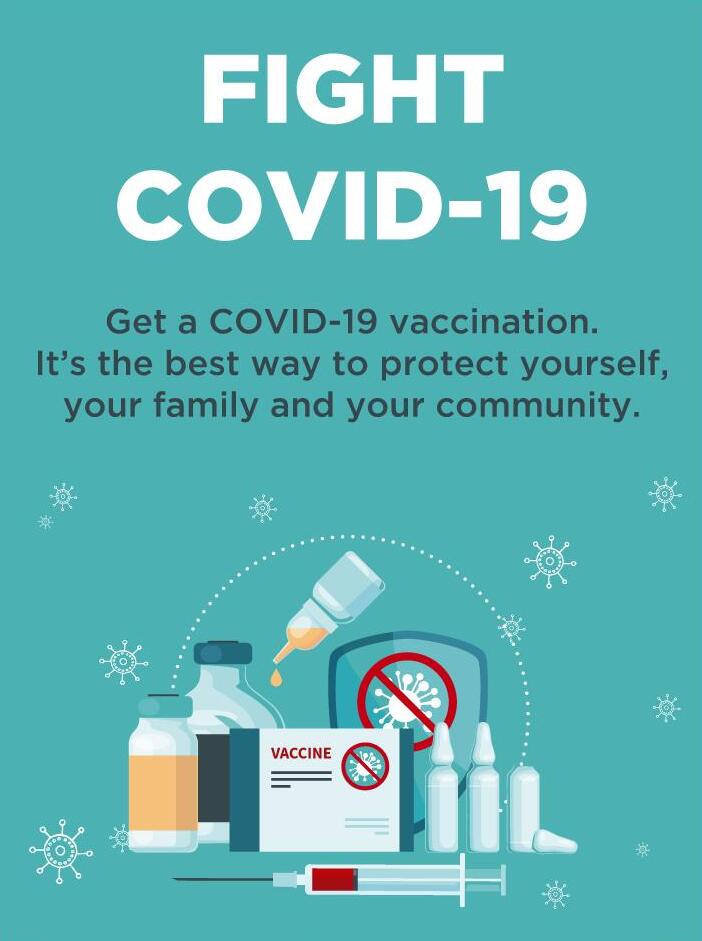 FIGHT
COVID-19
Get a COVID-19 vaccination.
It's the best way to protect yourself,
your family and your community.
VACCINE